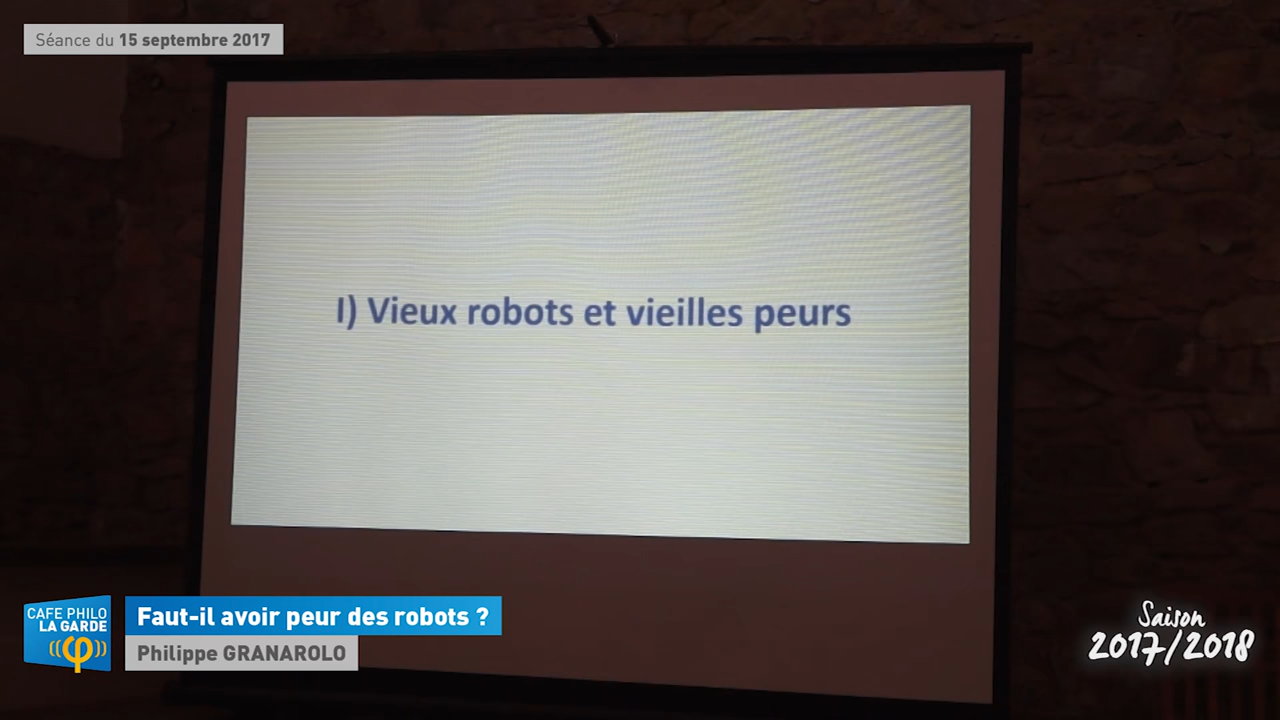 Séance du 15 septembre 2017
I) Vieux robots et vieilles peurs
CAFE PHILO
LA GARDE
((φ))
Faut-il avoir peur des robots ?
Philippe GRANAROLO
Saison
2017/2018